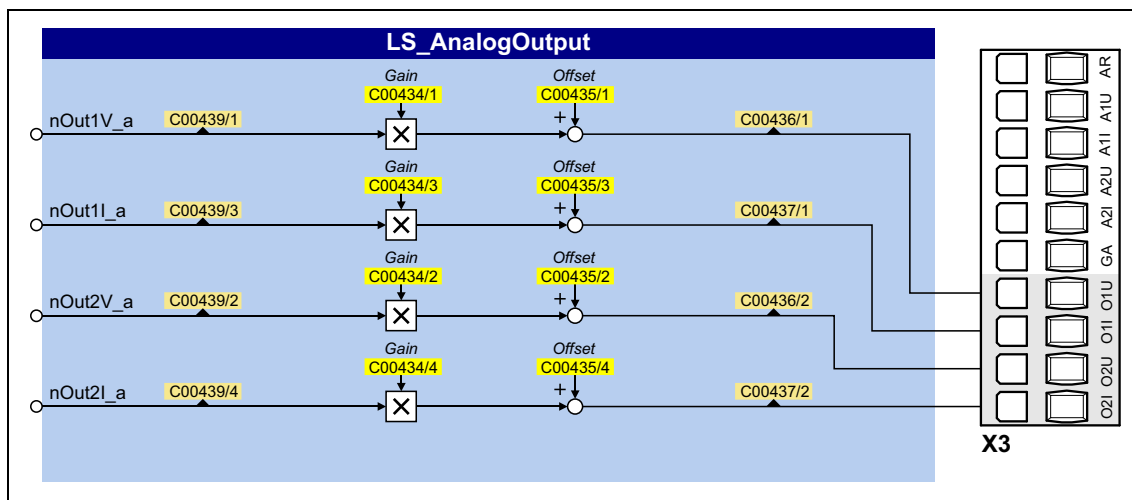 LS_AnalogOutput
Gain
Offset
C00434/1
C00435/1
nOut1V_a
C00439/1
+
C00436/1
Gain
Offset
C00434/3
C00435/3
nOut1I_a
C00439/3
+
C00437/1
Gain
Offset
C00434/2
C00435/2
nOut2V_a
C00439/2
+
C00436/2
Gain
Offset
C00434/4
C00435/4
nOut2I_a
C00439/4
+
C00437/2
AR
A1U
A1I
A2U
A2I
GA
O1U
O1I
O2U
O2I
X3